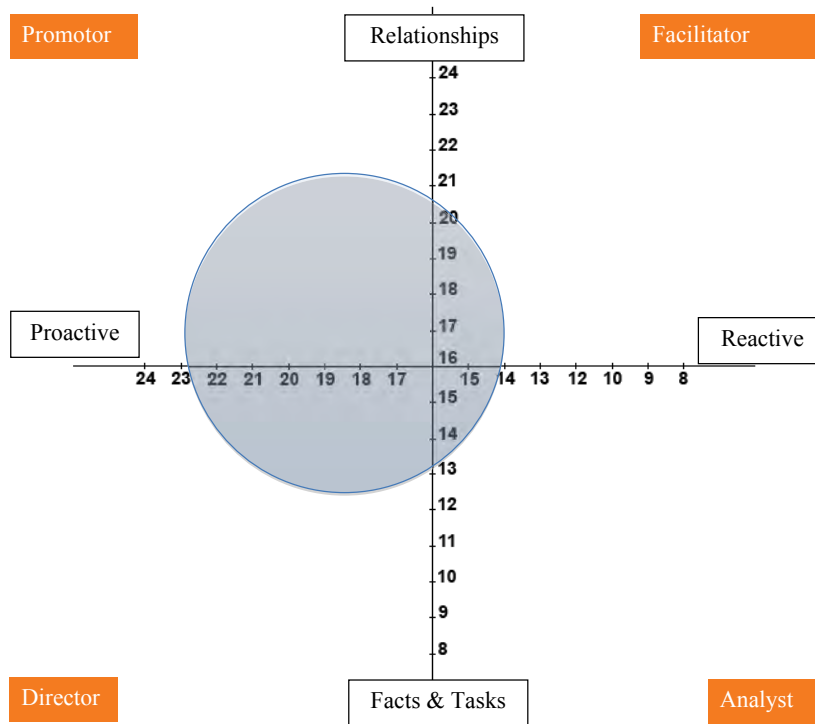 Promotor
Relationships
Facilitator
24
23
22
21
20
19
18
17
Proactive
Reactive
16
24 23 22 21 20 19 18 17 15 14 13 12 10 9 8
15
14
13
12
11
10
9
8
Director
Facts & Tasks
Analyst